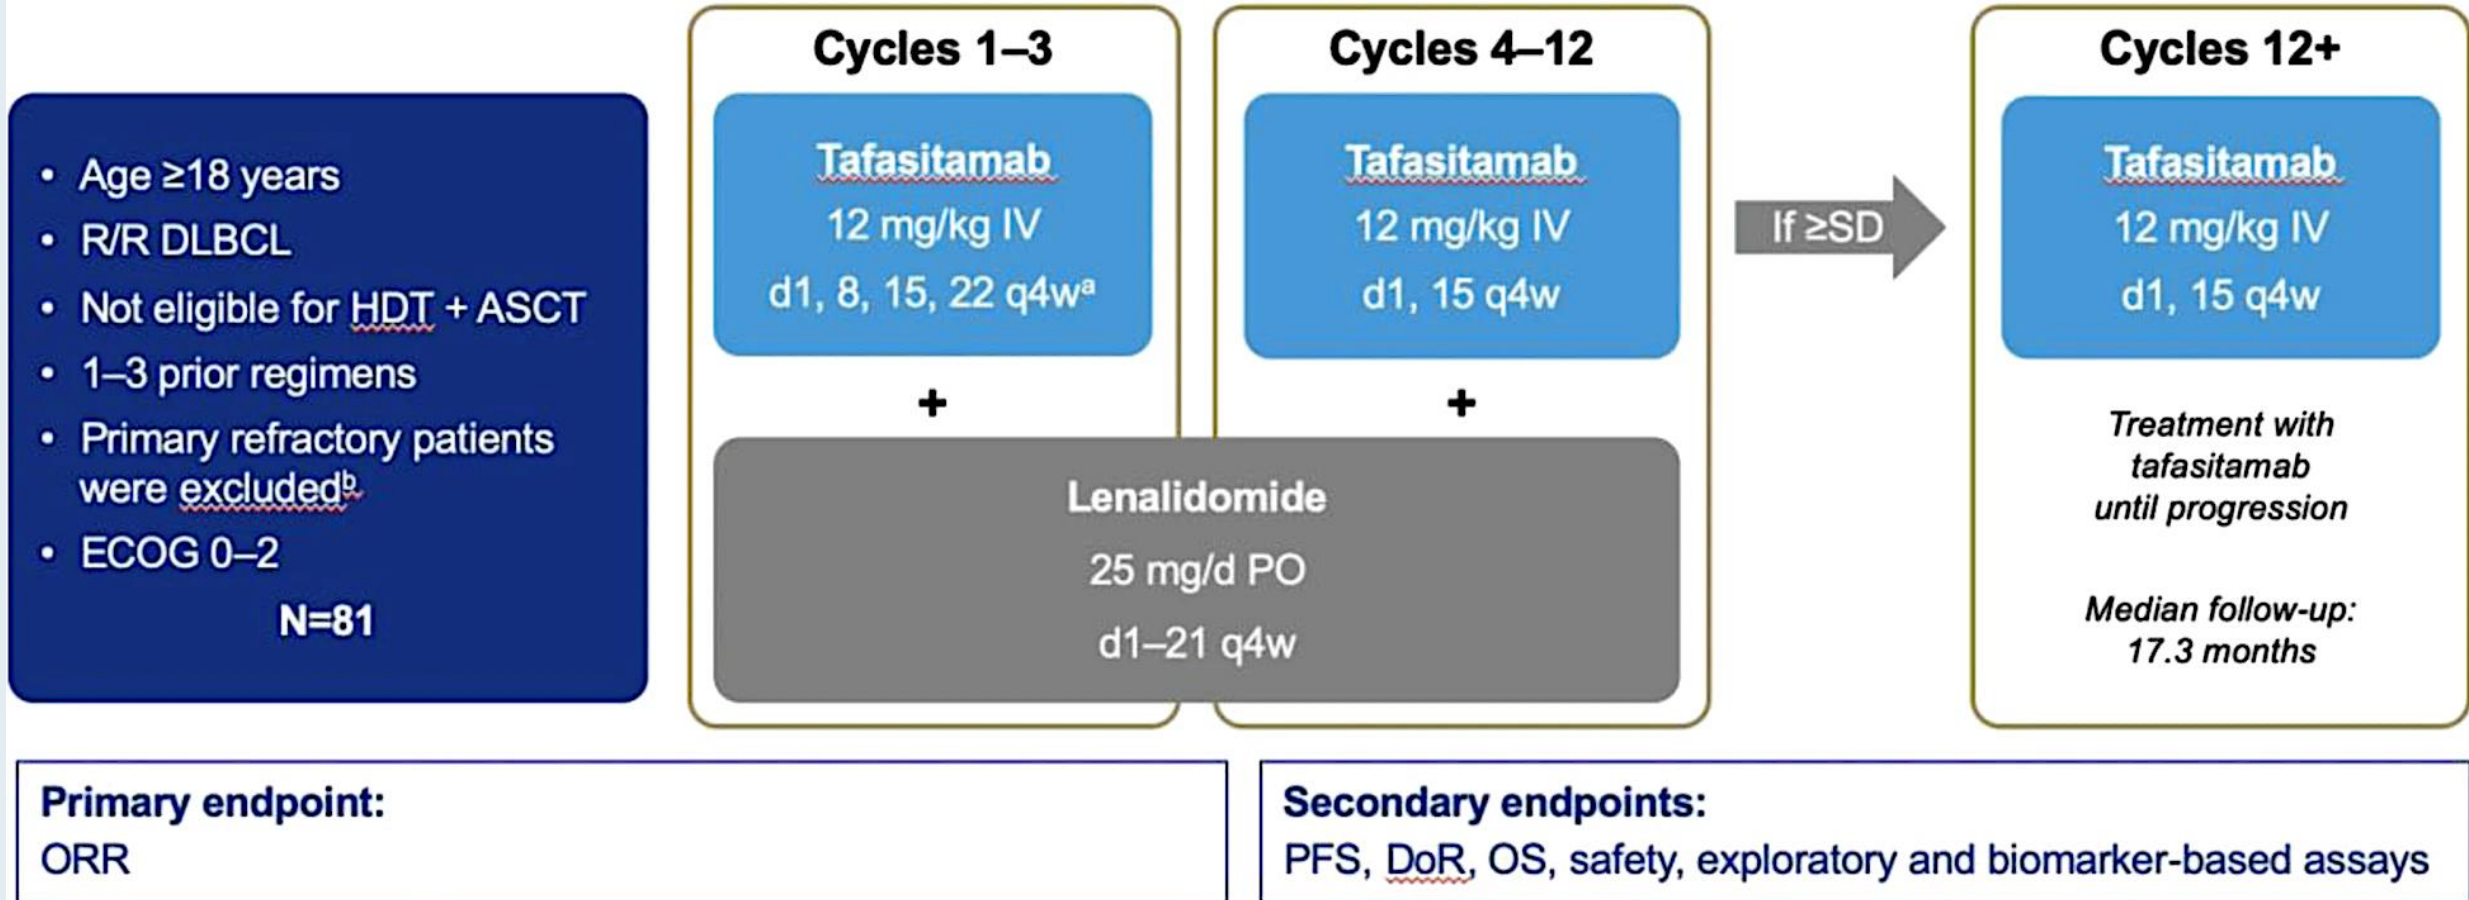 • Age ≥18 years
• R/R DLBCL
• Not eligible for HDT + ASCT
• 1–3 prior regimens
• Primary refractory patients
were excludedᵇ
• ECOG 0–2
N=81
Cycles 1–3
Tafasitamab
12 mg/kg IV
d1, 8, 15, 22 q4wᵃ
+
Cycles 4–12
Tafasitamab
12 mg/kg IV
d1, 15 q4w
+
Lenalidomide
25 mg/d PO
d1–21 q4w
If ≥SD
Cycles 12+
Tafasitamab
12 mg/kg IV
d1, 15 q4w
Treatment with
tafasitamab
until progression
Median follow-up:
17.3 months
Primary endpoint:
ORR
Secondary endpoints:
PFS, DoR, OS, safety, exploratory and biomarker-based assays